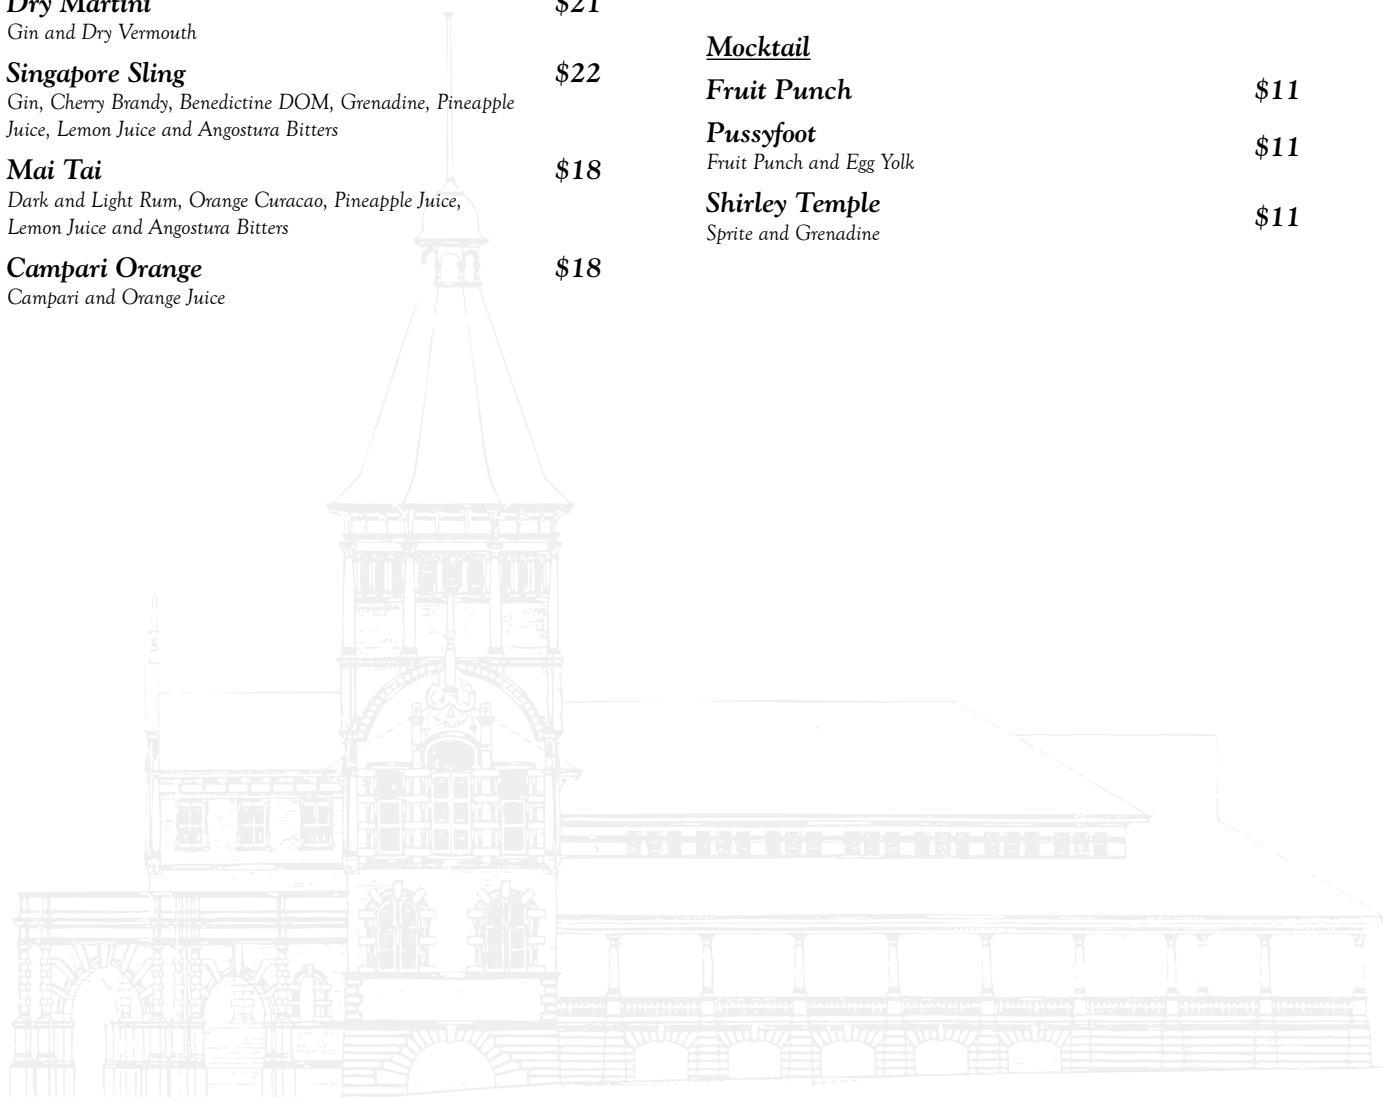 Dry Martini $21
Gin and Dry Vermouth
Singapore Sling $22
Gin, Cherry Brandy, Benedictine DOM, Grenadine, Pineapple
Juice, Lemon Juice and Angostura Bitters
Mai Tai $18
Dark and Light Rum, Orange Curacao, Pineapple Juice,
Lemon Juice and Angostura Bitters
Campari Orange $18
Campari and Orange Juice
Mocktail
Fruit Punch $11
Pussyfoot $11
Fruit Punch and Egg Yolk
Shirley Temple $11
Sprite and Grenadine